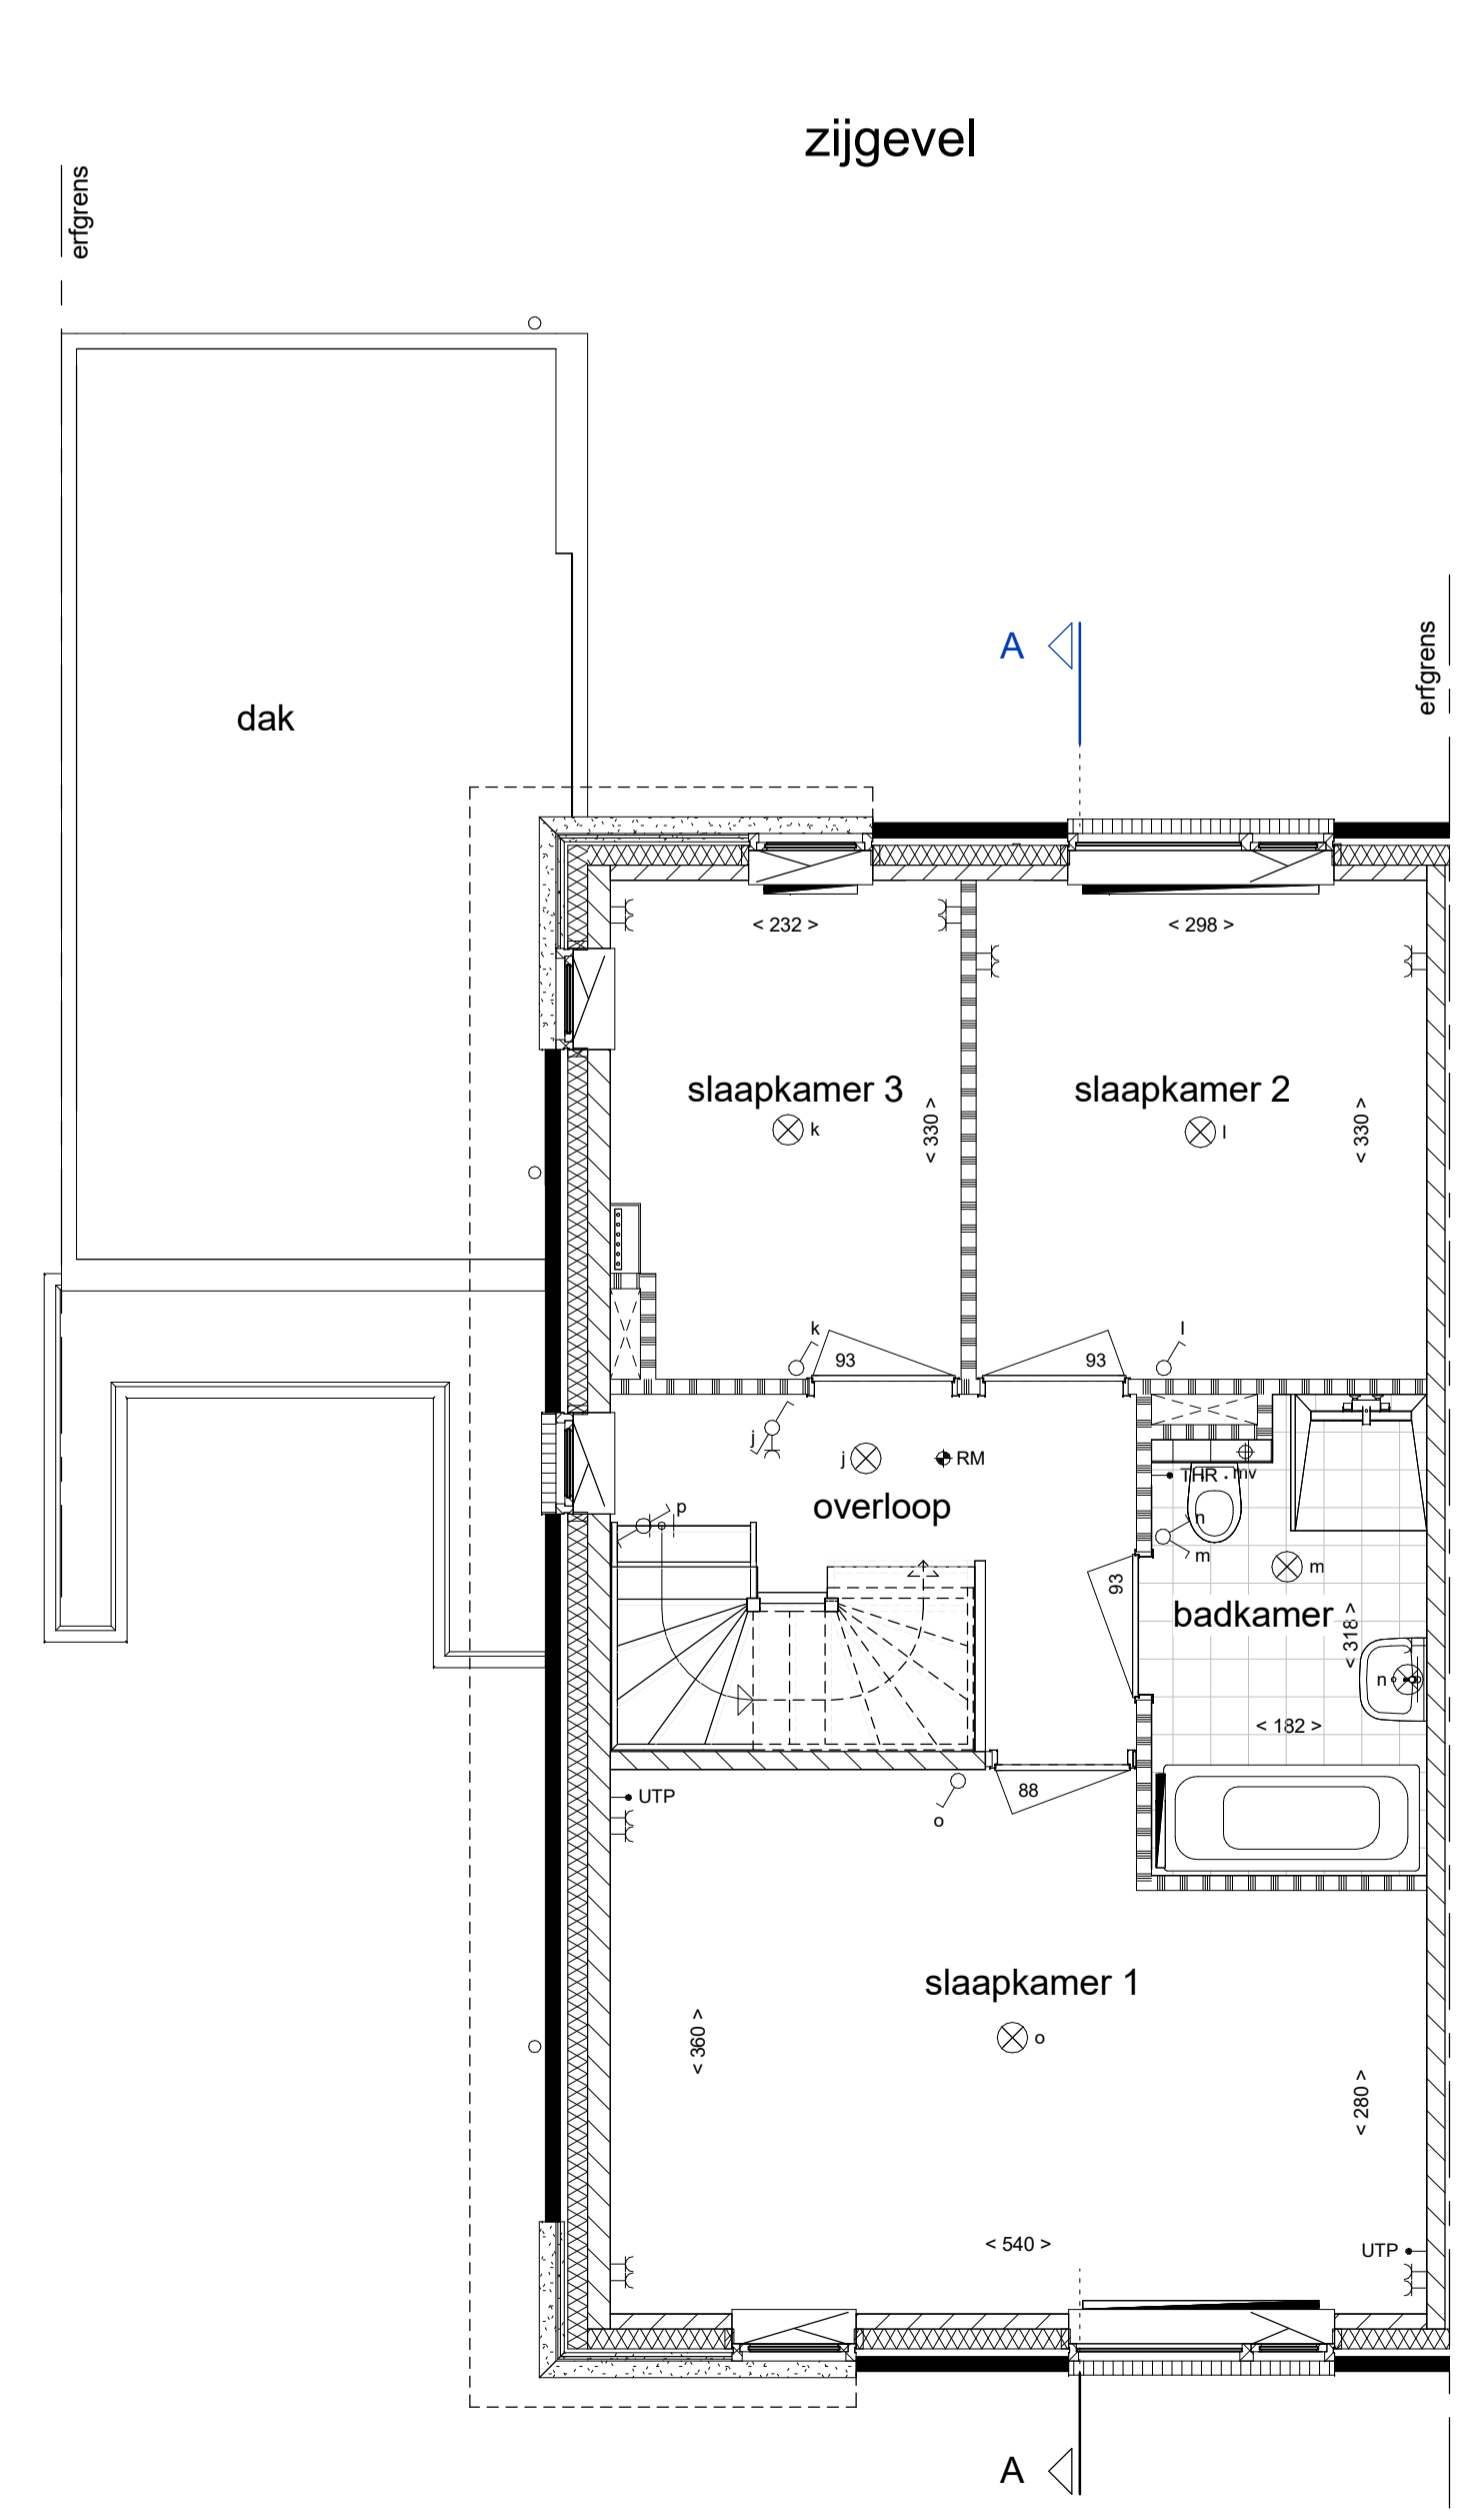 zijgevel
erfgrens
erfgrens
A
dak
< 232 >
< 298 >
slaapkamer 3
slaapkamer 2
k
l
< 330 >
< 330 >
k
93
93
l
j
j
RM
THR
mv
overloop
p
n
m
m
93
badkamer
< 318 >
n
< 182 >
UTP
88
o
slaapkamer 1
o
< 360 >
< 280 >
< 540 >
UTP
A